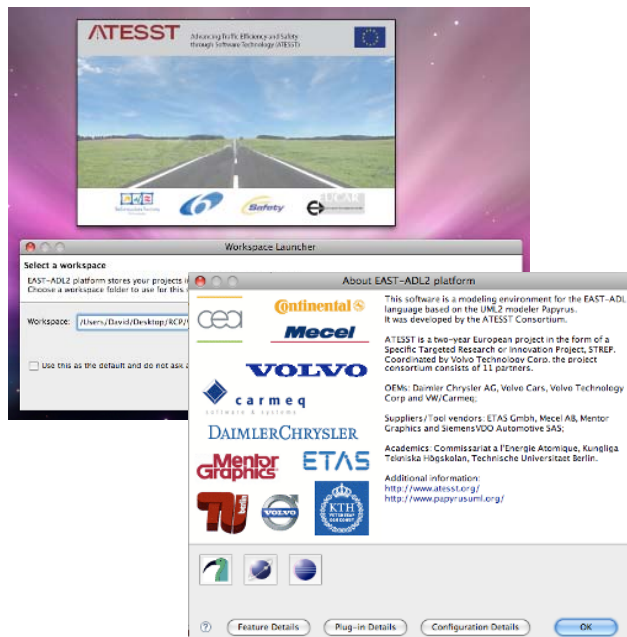 ATESST
Advancing Traffic Efficiency and Safety
through Software Technology (ATESST)
Safety
EUCAR
Workspace Launcher
Select a workspace
EAST-ADL2 platform stores your projects i
Choose a workspace folder to use for this
Workspace:
/Users/David/Desktop/RCP/
Use this as the default and do not ask a
About EAST-ADL2 platform
cea
Continental
Mecel
VOLVO
carmeq
software & systems
DAIMLERCHRYSLER
Mentor
Graphics
ETAS
TU
berlin
VOLVO
KTH
This software is a modeling environment for the EAST-ADL
language based on the UML2 modeler Papyrus.
It was developed by the ATESST Consortium.
ATESST is a two-year European project in the form of a
Specific Targeted Research or Innovation Project, STREP.
Coordinated by Volvo Technology Corp. the project
consortium consists of 11 partners.
OEMs: Daimler Chrysler AG, Volvo Cars, Volvo Technology
Corp and VW/Carmeq;
Suppliers/Tool vendors: ETAS Gmbh, Mecel AB, Mentor
Graphics and SiemensVDO Automotive SAS;
Academics: Commissariat a l'Energie Atomique, Kungliga
Tekniska Högskolan, Technische Universitaet Berlin.
Additional information:
http://www.atesst.org/
http://www.papyrusuml.org/
?
Feature Details
Plug-in Details
Configuration Details
OK